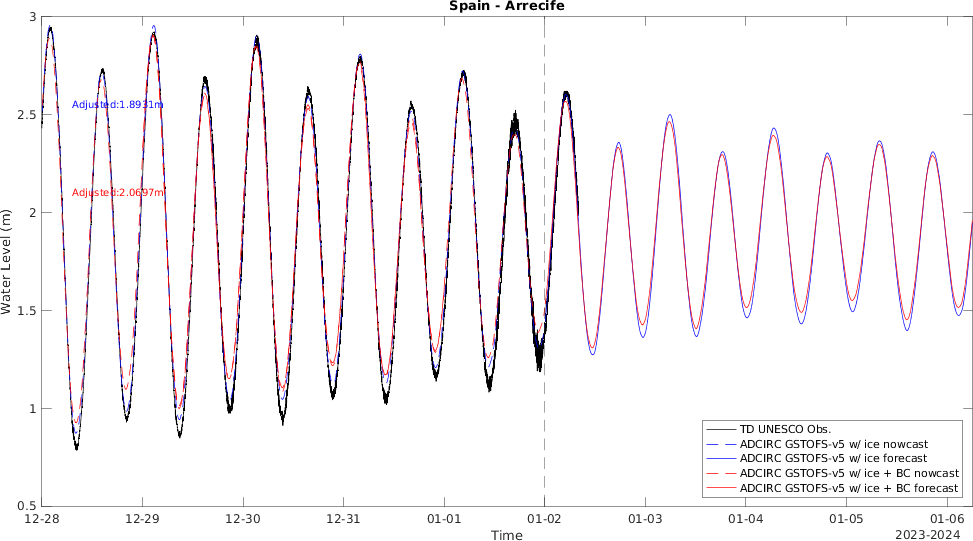 Spain - Arrecife
3
2.5
2
1.5
1
0.5
Water Level (m)
Adjusted:1.8931m
Adjusted:2.0697m
TD UNESCO Obs.
ADCIRC GSTOFS-v5 w/ ice nowcast
ADCIRC GSTOFS-v5 w/ ice forecast
ADCIRC GSTOFS-v5 w/ ice + BC nowcast
ADCIRC GSTOFS-v5 w/ ice + BC forecast
12-28 12-29 12-30 12-31 01-01 01-02 01-03 01-04 01-05 01-06
Time
2023-2024